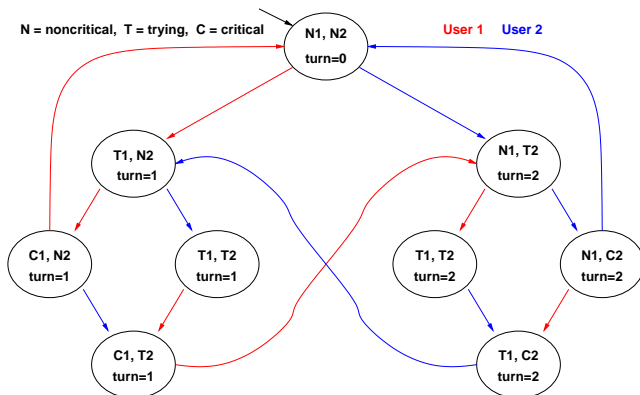 N = noncritical, T = trying, C = critical
User 1 User 2
N1, N2
turn=0
T1, N2
turn=1
N1, T2
turn=2
C1, N2
turn=1
T1, T2
turn=1
T1, T2
turn=2
N1, C2
turn=2
C1, T2
turn=1
T1, C2
turn=2